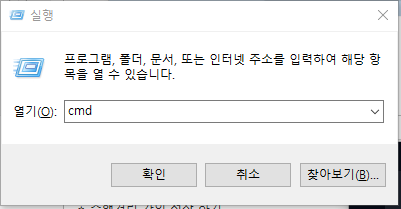 실행
프로그램, 폴더, 문서, 또는 인터넷 주소를 입력하여 해당 항
목을 열 수 있습니다.
열기(O): cmd
확인 취소 찾아보기(B)...